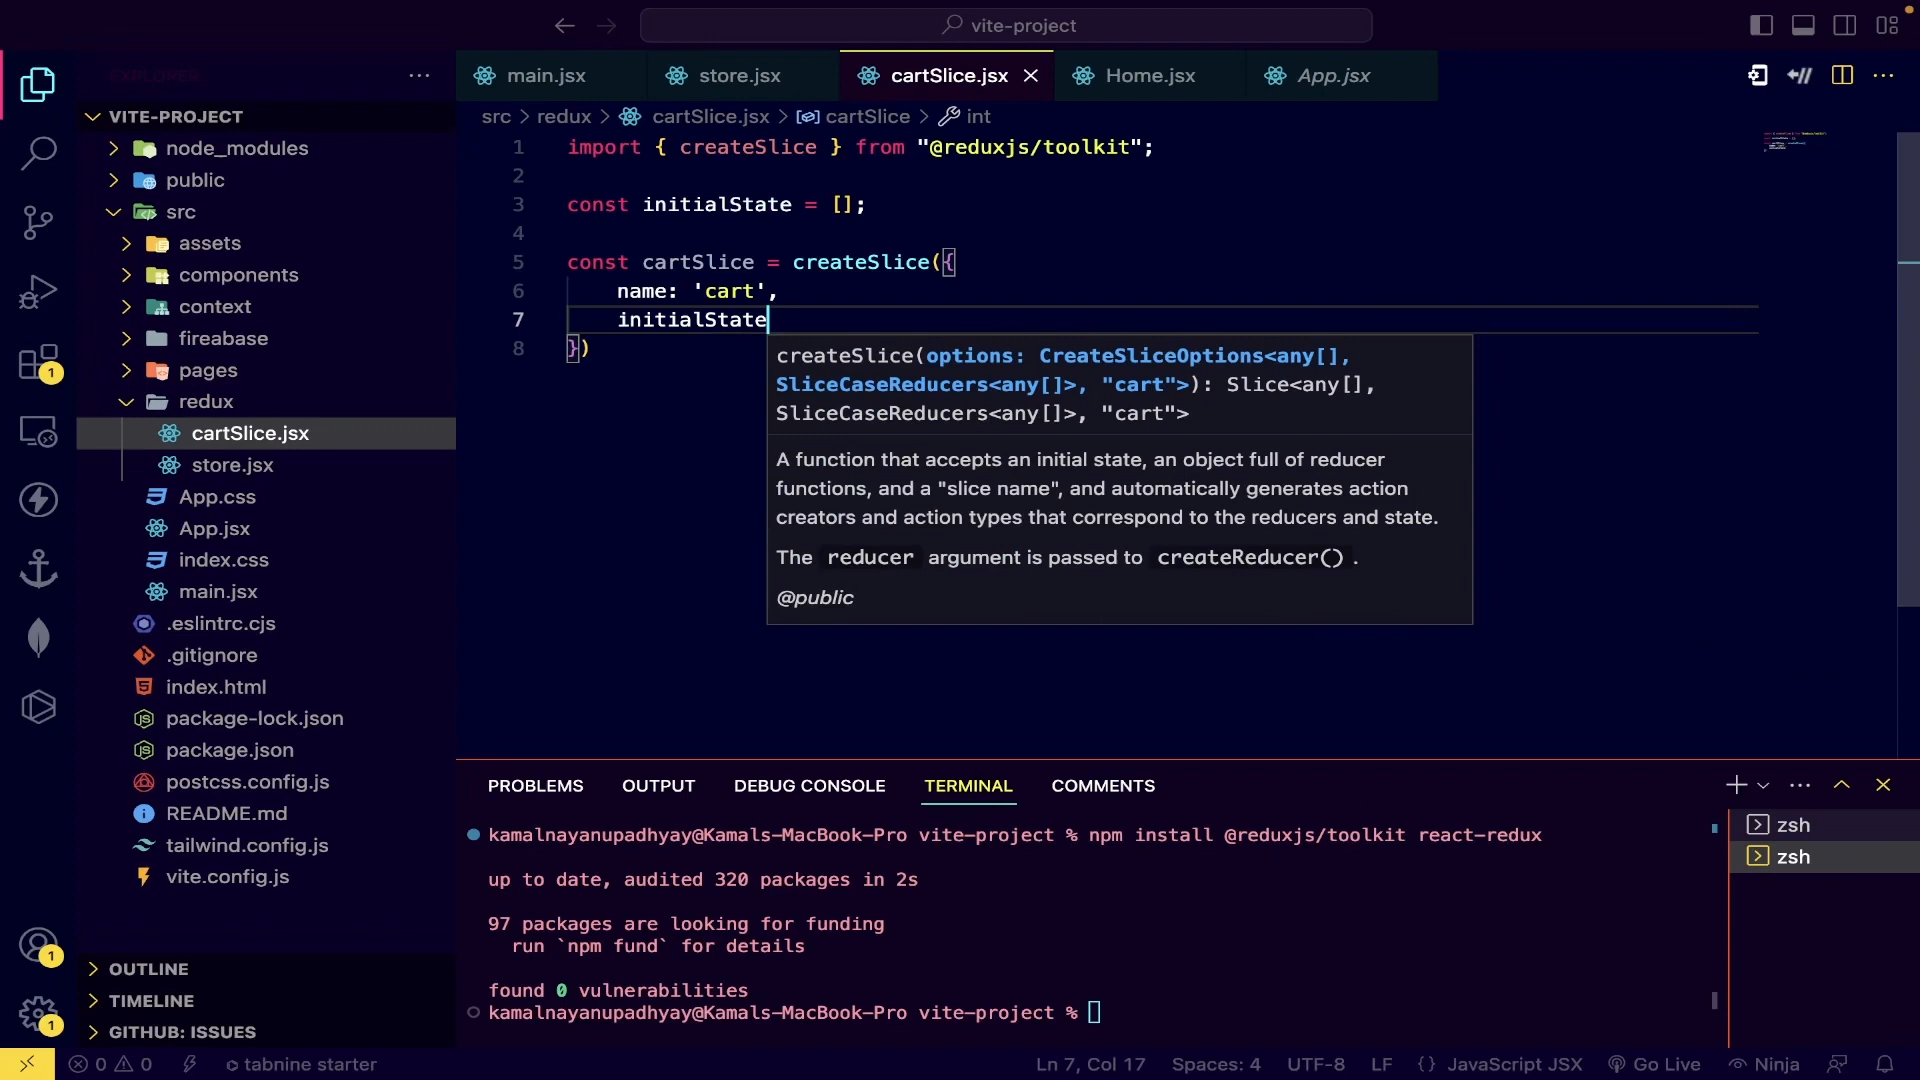 vite-project
EXPLORER
main.jsx
store.jsx
cartSlice.jsx
Home.jsx
App.jsx
VITE-PROJECT
node_modules
public
src
assets
components
context
fireabase
pages
redux
cartSlice.jsx
store.jsx
App.css
App.jsx
index.css
main.jsx
.eslintrc.cjs
.gitignore
index.html
package-lock.json
package.json
postcss.config.js
README.md
tailwind.config.js
vite.config.js
OUTLINE
TIMELINE
GITHUB: ISSUES
1
1
1
src > redux > cartSlice.jsx > cartSlice > int
1 import { createSlice } from "@reduxjs/toolkit";
2
3 const initialState = [];
4
5 const cartSlice = createSlice({
6 name: 'cart',
7 initialState
8 })
createSlice(options: CreateSliceOptions<any[],
SliceCaseReducers<any[]>, "cart">): Slice<any[],
SliceCaseReducers<any[]>, "cart">
A function that accepts an initial state, an object full of reducer
functions, and a "slice name", and automatically generates action
creators and action types that correspond to the reducers and state.
The reducer argument is passed to createReducer() .
@public
PROBLEMS OUTPUT DEBUG CONSOLE TERMINAL COMMENTS
kamalnayanupadhyay@Kamals-MacBook-Pro vite-project % npm install @reduxjs/toolkit react-redux
up to date, audited 320 packages in 2s
97 packages are looking for funding
run `npm fund` for details
found 0 vulnerabilities
kamalnayanupadhyay@Kamals-MacBook-Pro vite-project %
zsh
zsh
0 0 tabnine starter
Ln 7, Col 17 Spaces: 4 UTF-8 LF {} JavaScript JSX Go Live Ninja